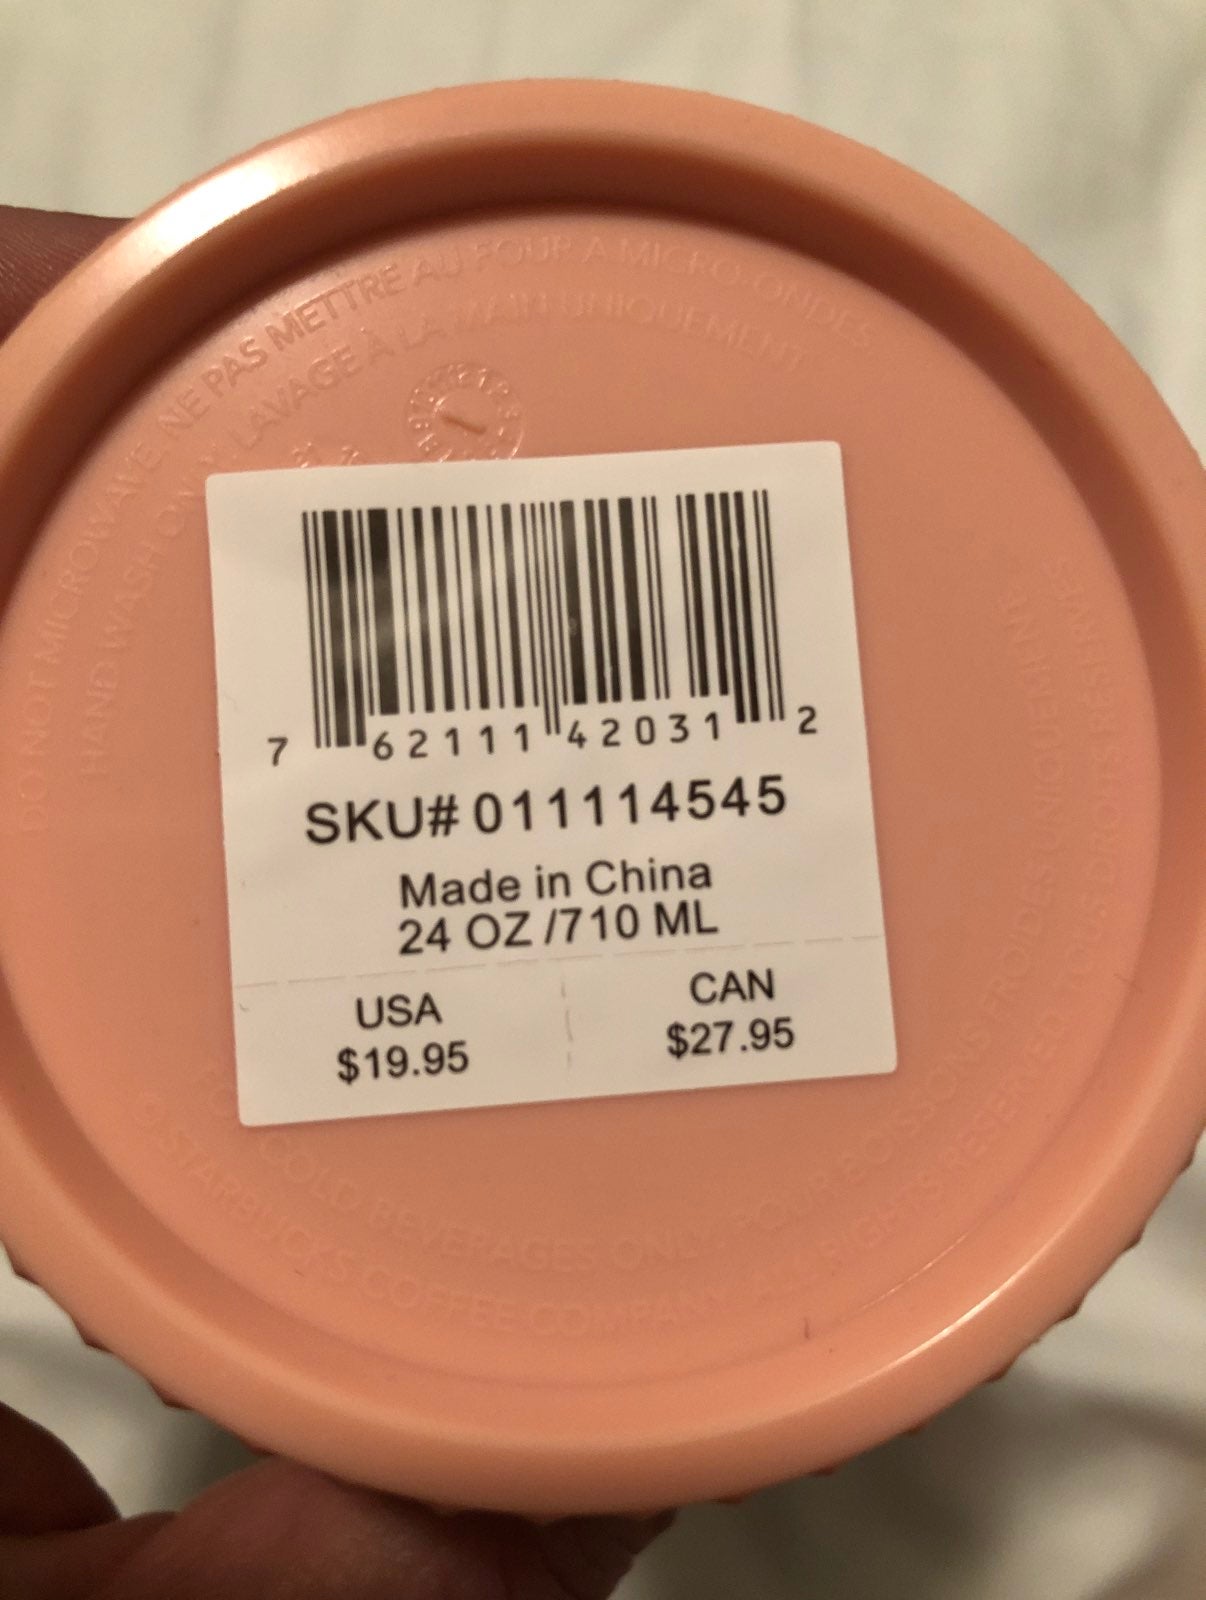 DO NOT MICROWAVE. NE PAS METTRE AU FOUR À MICRO-ONDES
HAND WASH ONLY. LAVAGE À LA MAIN UNIQUEMENT
7 62111 42031 2
SKU# 011114545
Made in China
24 OZ /710 ML
USA
$19.95
CAN
$27.95
COLD BEVERAGES ONLY. POUR BOISSONS FROIDES UNIQUEMENT
© STARBUCKS COFFEE COMPANY. ALL RIGHTS RESERVED. TOUS DROITS RÉSERVÉS